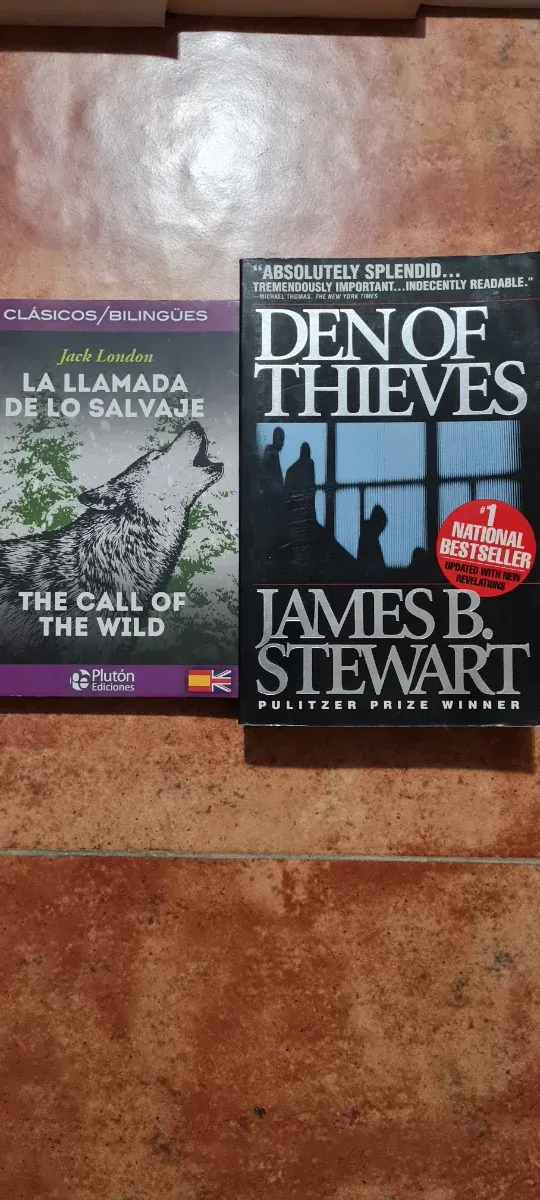 CLÁSICOS/BILINGÜES
Jack London
LA LLAMADA
DE LO SALVAJE
THE CALL OF
THE WILD
Plutón
Ediciones
"ABSOLUTELY SPLENDID...
TREMENDOUSLY IMPORTANT...INDECENTLY READABLE."
—MICHAEL THOMAS, THE NEW YORK TIMES
DEN OF
THIEVES
#1
NATIONAL
BESTSELLER
UPDATED WITH NEW
REVELATIONS
JAMES B.
STEWART
PULITZER PRIZE WINNER